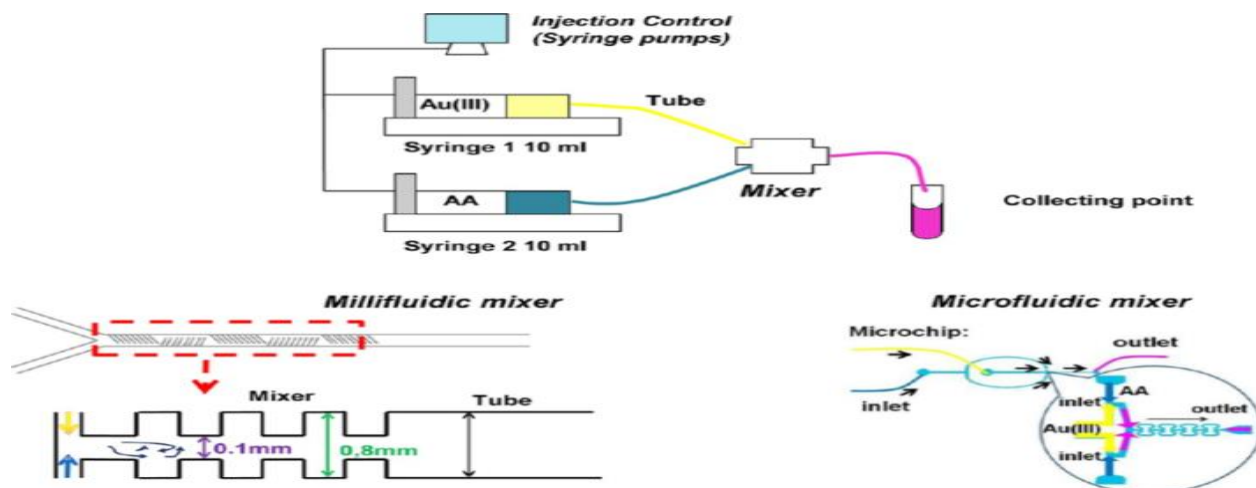 Injection Control
(Syringe pumps)
Au(III)
Tube
Syringe 1 10 ml
Mixer
AA
Collecting point
Syringe 2 10 ml
Millifluidic mixer
Mixer
Tube
0.1mm
0,8mm
Microfluidic mixer
Microchip:
outlet
inlet
AA
inlet
outlet
Au(III)
inlet